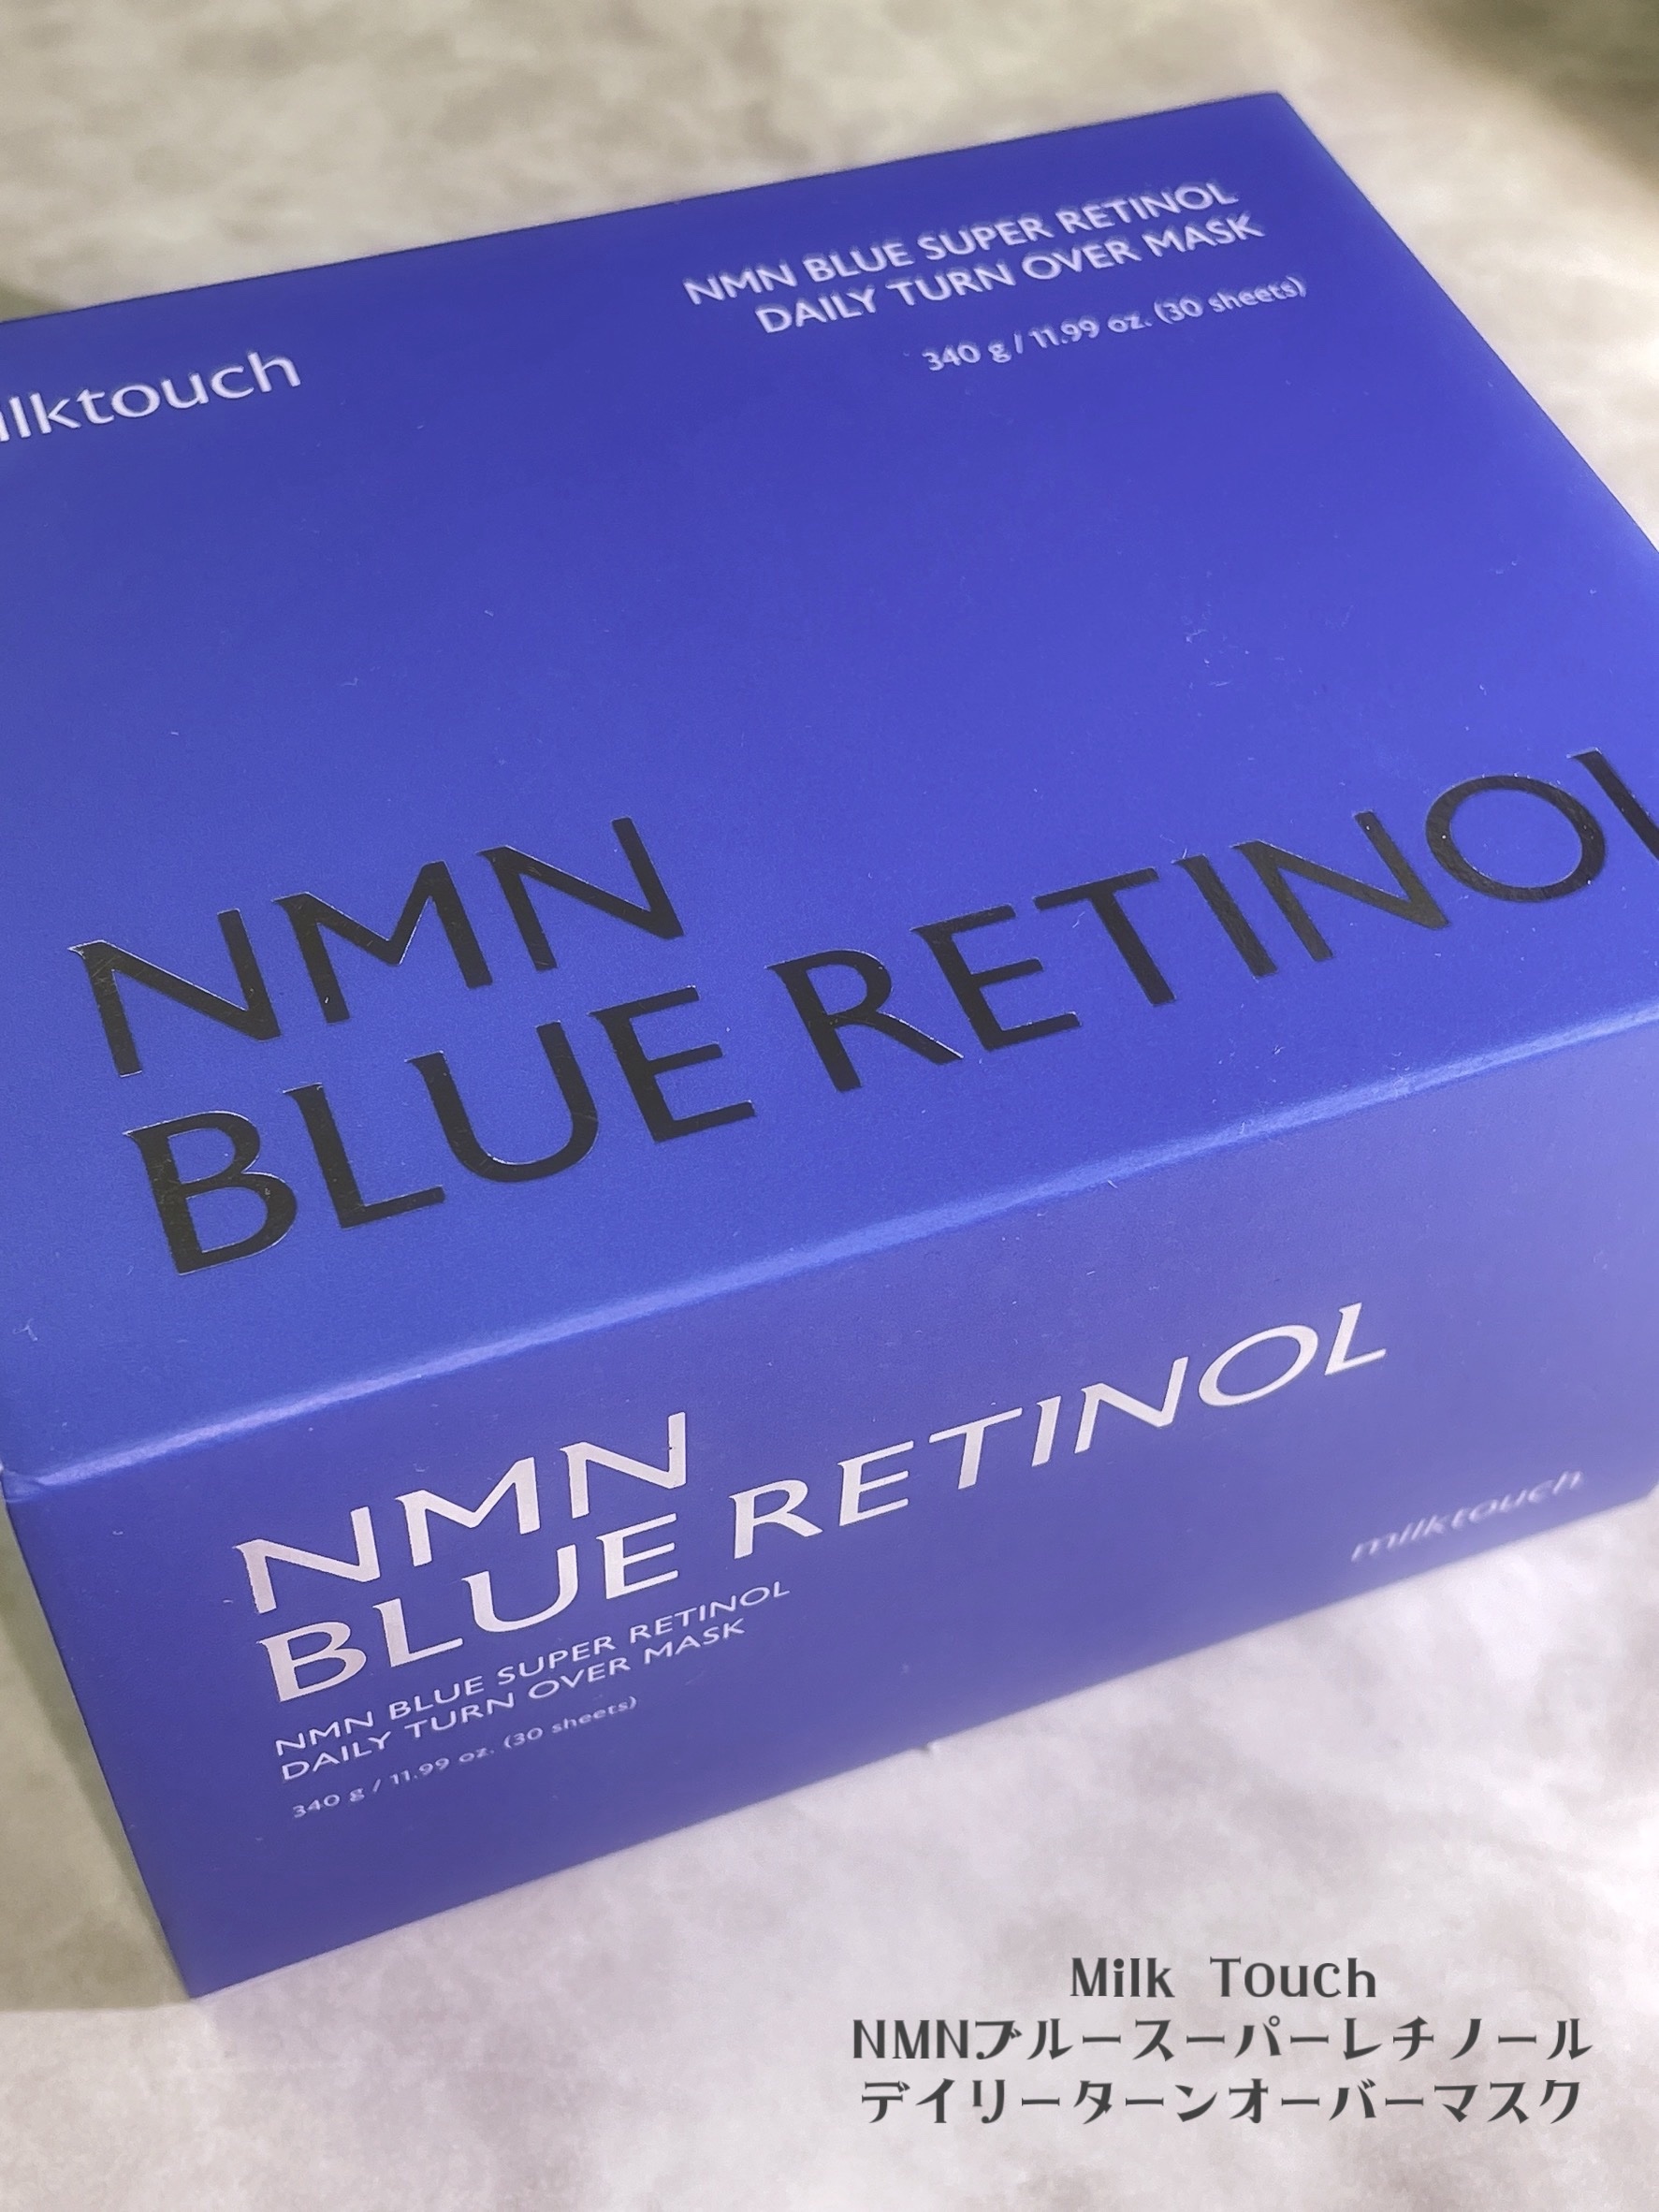 NMN BLUE SUPER RETINOL
DAILY TURN OVER MASK
340 g / 11.99 oz. (30 sheets)
ilktouch
NMN
BLUE RETINOL
NMN
BLUE RETINOL
NMN BLUE SUPER RETINOL
DAILY TURN OVER MASK
340 g / 11.99 oz. (30 sheets)
milktouch
Milk Touch
NMNブルースーパーレチノール
デイリーターンオーバーマスク